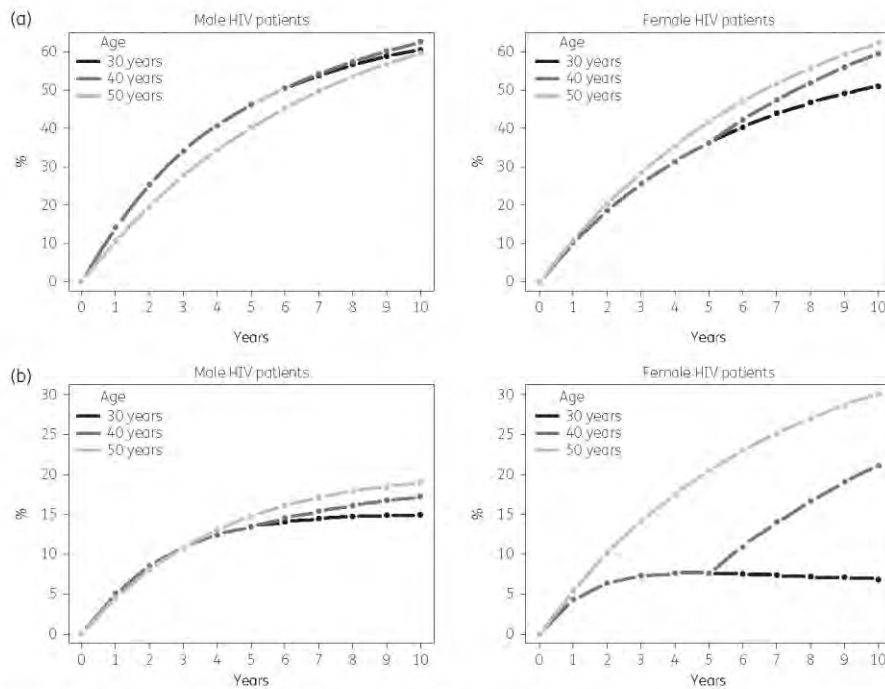 (a)
Male HIV patients
Age
30 years
40 years
50 years
60
50
40
30
20
10
0
%
0 1 2 3 4 5 6 7 8 9 10
Years
Female HIV patients
Age
30 years
40 years
50 years
60
50
40
30
20
10
0
%
0 1 2 3 4 5 6 7 8 9 10
Years
(b)
Male HIV patients
Age
30 years
40 years
50 years
30
25
20
15
10
5
0
%
0 1 2 3 4 5 6 7 8 9 10
Years
Female HIV patients
Age
30 years
40 years
50 years
30
25
20
15
10
5
0
%
0 1 2 3 4 5 6 7 8 9 10
Years